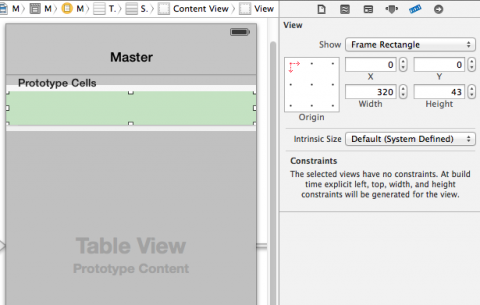 M M M T. S. Content View View
Master
Prototype Cells
Table View
Prototype Content
View
Show Frame Rectangle
0 0
X Y
320 43
Origin Width Height
Intrinsic Size Default (System Defined)
Constraints
The selected views have no constraints. At build
time explicit left, top, width, and height
constraints will be generated for the view.